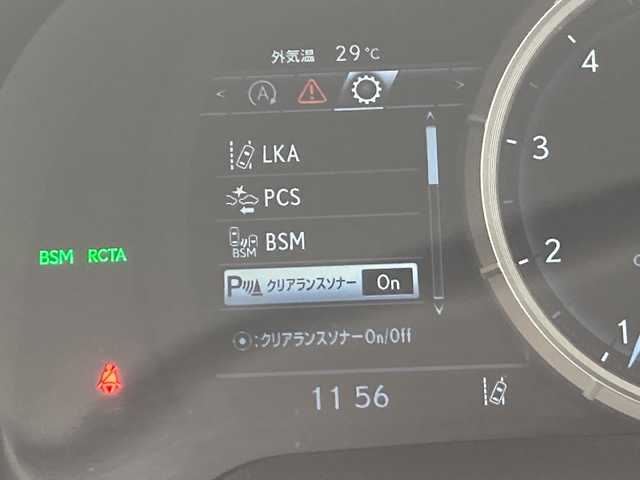 外気温 29℃
< A >
LKA
PCS
BSM
BSM
P クリアランスソナー On
:クリアランスソナーOn/Off
11 56
BSM RCTA
4
3
2
1